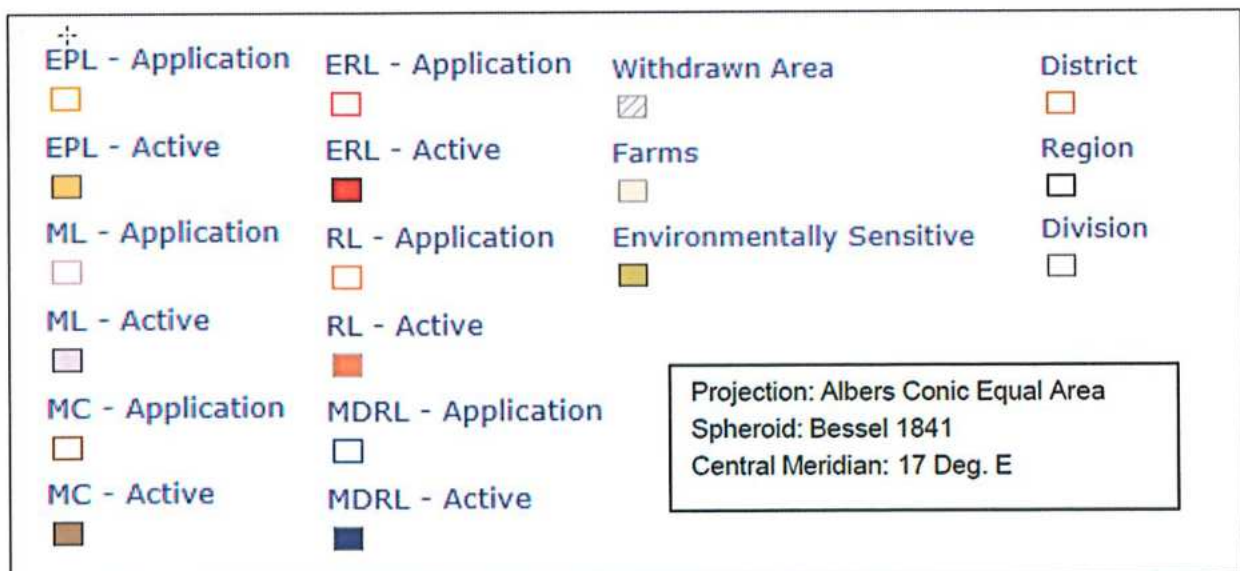 EPL - Application
EPL - Active
ML - Application
ML - Active
MC - Application
MC - Active
ERL - Application
ERL - Active
RL - Application
RL - Active
MDRL - Application
MDRL - Active
Withdrawn Area
Farms
Environmentally Sensitive
District
Region
Division
Projection: Albers Conic Equal Area
Spheroid: Bessel 1841
Central Meridian: 17 Deg. E